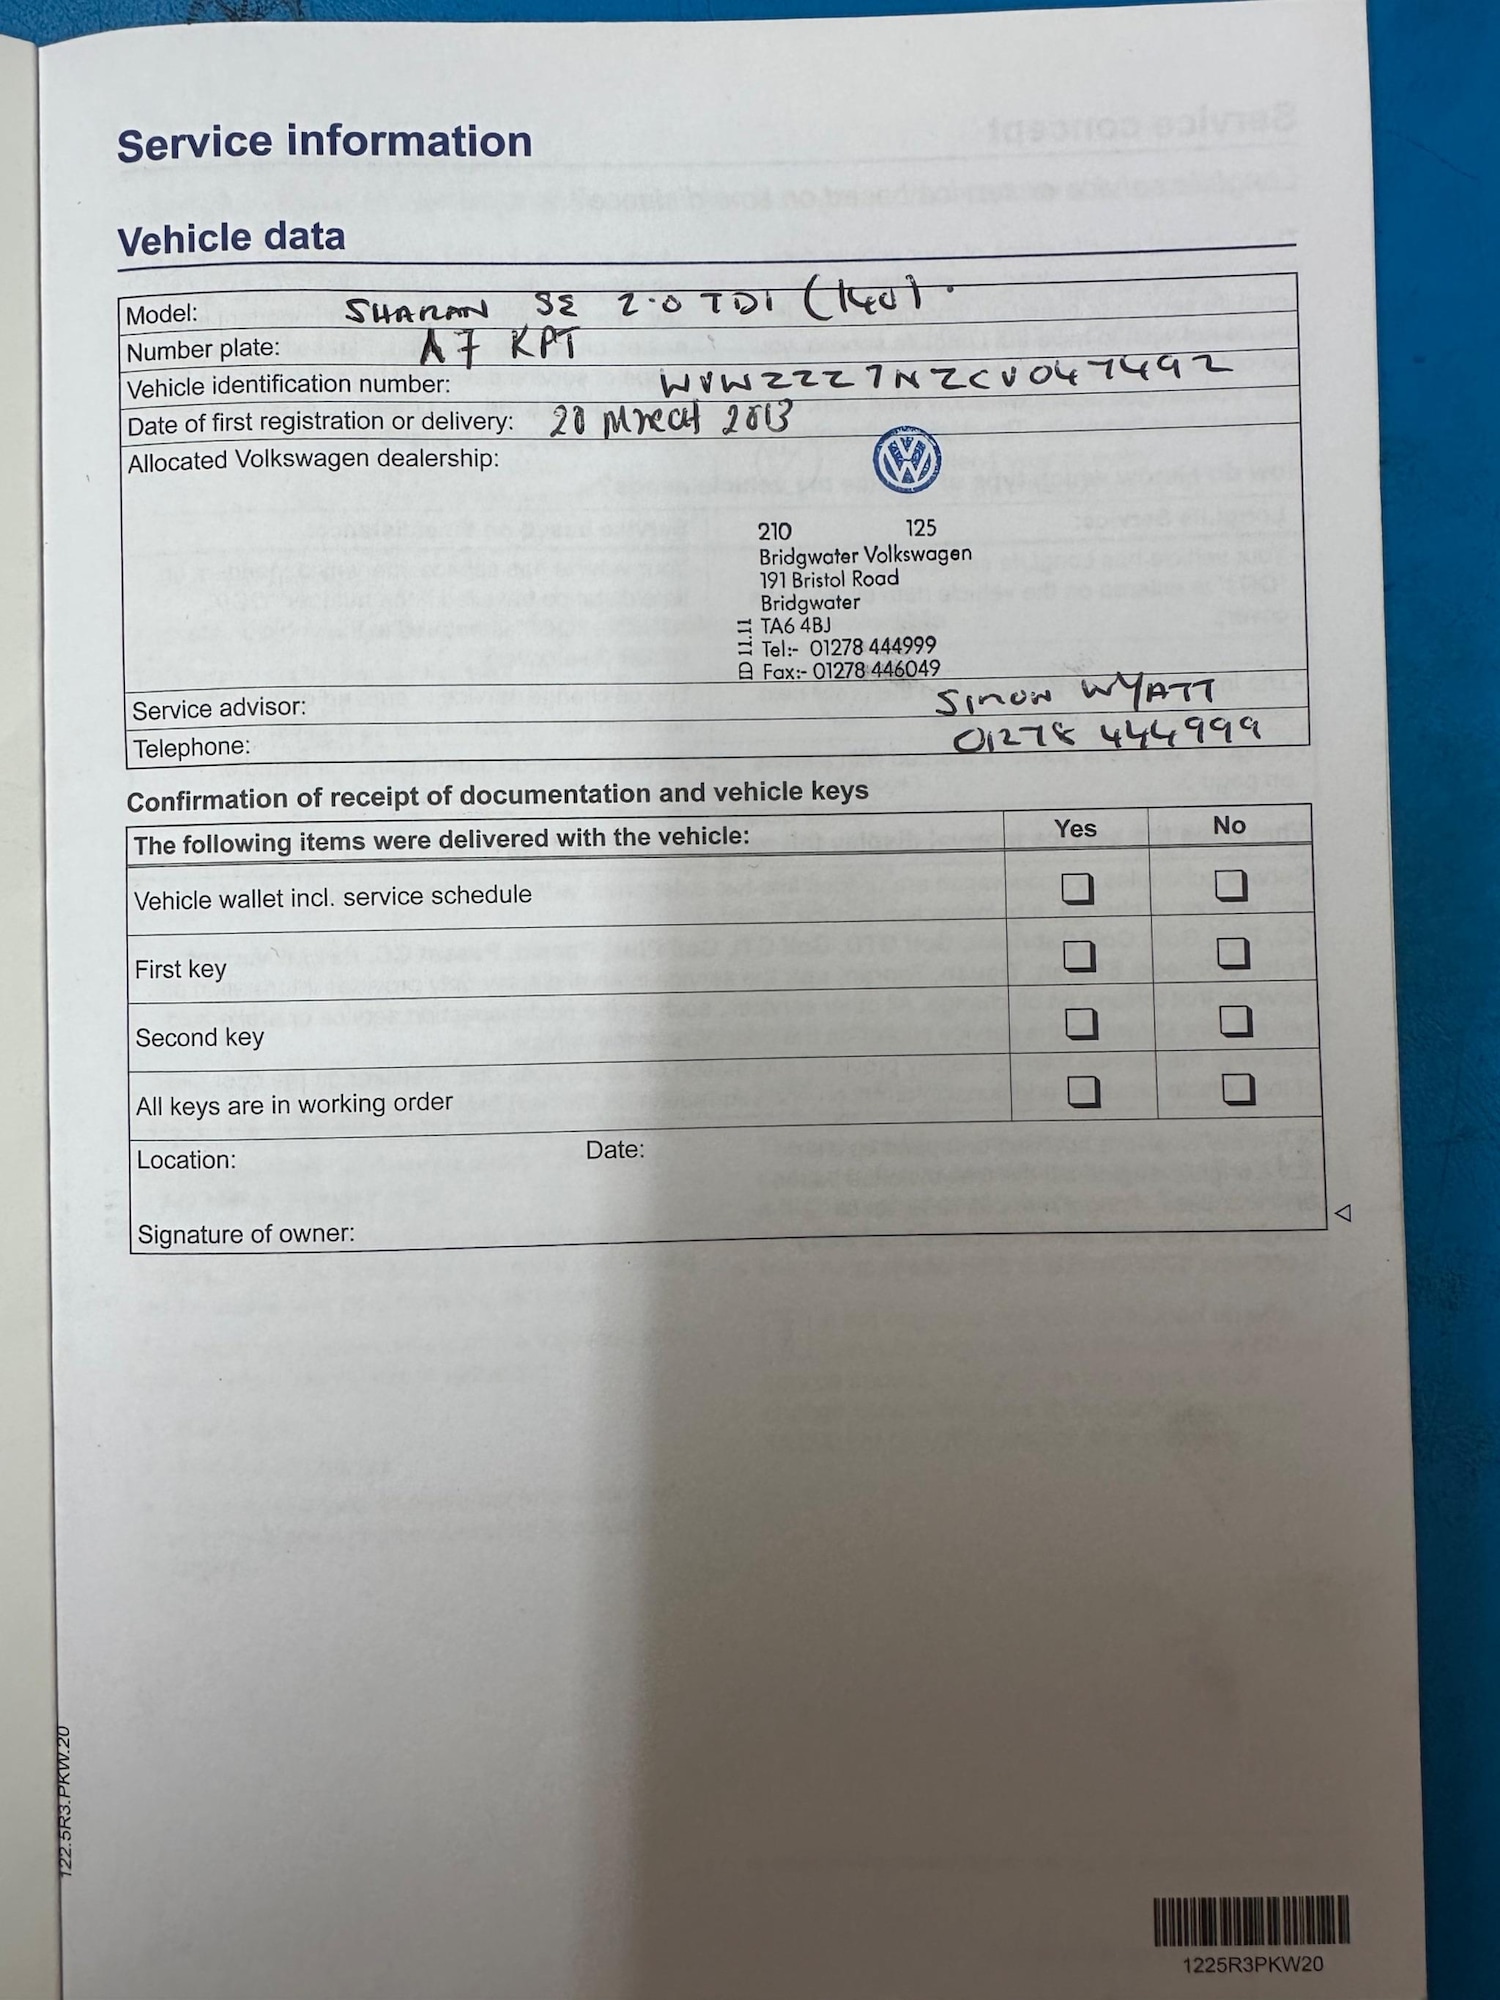 Service information
Vehicle data
Model: SHARAN SE 2.0 TDI (140).
Number plate: A7 KPT
Vehicle identification number: WVWZZZ7NZCV047492
Date of first registration or delivery: 20 March 2013
Allocated Volkswagen dealership:
210 125
Bridgwater Volkswagen
191 Bristol Road
Bridgwater
TA6 4BJ
Tel:- 01278 444999
Fax:- 01278 446049
D 11.11
Service advisor: SIMON WYATT
Telephone: 01278 444999
Confirmation of receipt of documentation and vehicle keys
The following items were delivered with the vehicle: Yes No
Vehicle wallet incl. service schedule
First key
Second key
All keys are in working order
Location: Date:
Signature of owner:
122.5R3.PKW.20
1225R3PKW20